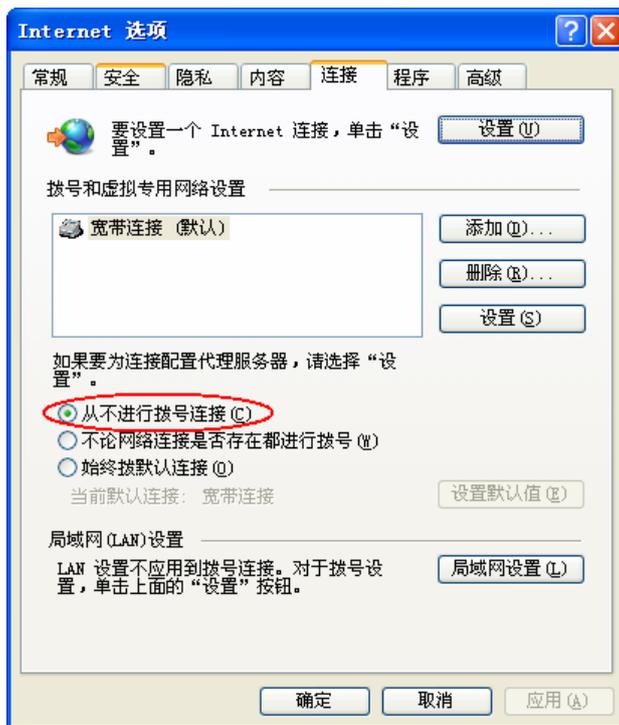 Internet 选项
常规 安全 隐私 内容 连接 程序 高级
要设置一个 Internet 连接，单击“设
置”。
设置(U)
拨号和虚拟专用网络设置
宽带连接 (默认)
添加(D)...
删除(R)...
设置(S)
如果要为连接配置代理服务器，请选择“设
置”。
从不进行拨号连接(C)
不论网络连接是否存在都进行拨号(W)
始终拨默认连接(O)
当前默认连接: 宽带连接
设置默认值(E)
局域网(LAN)设置
LAN 设置不应用到拨号连接。对于拨号设
置，单击上面的“设置”按钮。
局域网设置(L)
确定 取消 应用(A)